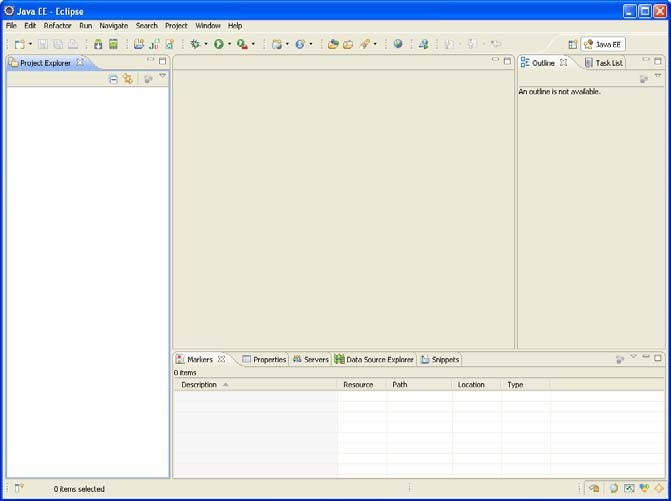 Java EE - Eclipse
File Edit Refactor Run Navigate Search Project Window Help
Java EE
Project Explorer
Outline Task List
An outline is not available.
Markers Properties Servers Data Source Explorer Snippets
0 items
Description Resource Path Location Type
0 items selected